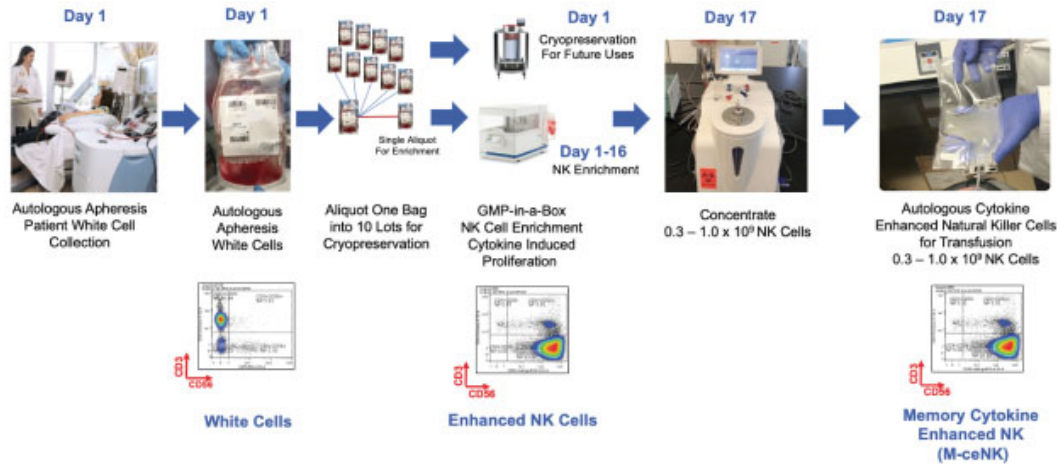 Day 1
Day 1
Day 1
Day 17
Day 17
Cryopreservation
For Future Uses
Single Aliquot
For Enrichment
Day 1-16
NK Enrichment
Autologous Apheresis
Patient White Cell
Collection
Autologous
Apheresis
White Cells
Aliquot One Bag
into 10 Lots for
Cryopreservation
GMP-in-a-Box
NK Cell Enrichment
Cytokine Induced
Proliferation
Concentrate
0.3 – 1.0 x 10⁹ NK Cells
Autologous Cytokine
Enhanced Natural Killer Cells
for Transfusion
0.3 – 1.0 x 10⁹ NK Cells
CD3
CD56
CD3
CD56
CD3
CD56
White Cells
Enhanced NK Cells
Memory Cytokine
Enhanced NK
(M-ceNK)